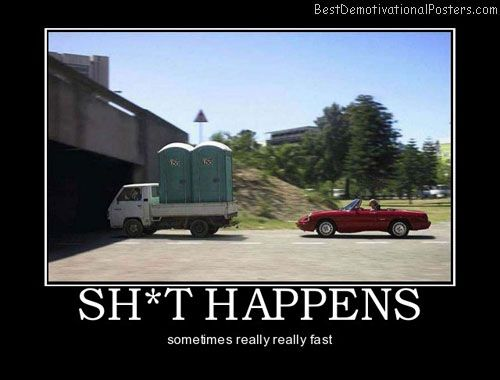 BestDemotivationalPosters.com
SH*T HAPPENS
sometimes really really fast